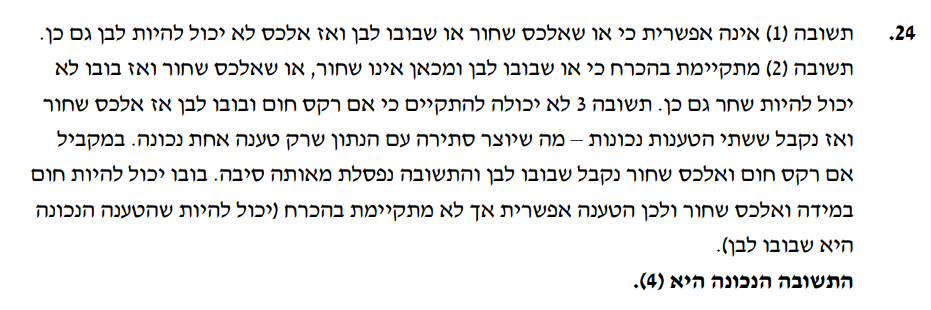 24. תשובה (1) אינה אפשרית כי או שאלכס שחור או שבובו לבן ואז אלכס לא יכול להיות לבן גם כן.
תשובה (2) מתקיימת בהכרח כי או שבובו לבן ומכאן אינו שחור, או שאלכס שחור ואז בובו לא
יכול להיות שחר גם כן. תשובה 3 לא יכולה להתקיים כי אם רקס חום ובובו לבן אז אלכס שחור
ואז נקבל ששתי הטענות נכונות – מה שיוצר סתירה עם הנתון שרק טענה אחת נכונה. במקביל
אם רקס חום ואלכס שחור נקבל שבובו לבן והתשובה נפסלת מאותה סיבה. בובו יכול להיות חום
במידה ואלכס שחור ולכן הטענה אפשרית אך לא מתקיימת בהכרח (יכול להיות שהטענה הנכונה
היא שבובו לבן).
התשובה הנכונה היא (4).